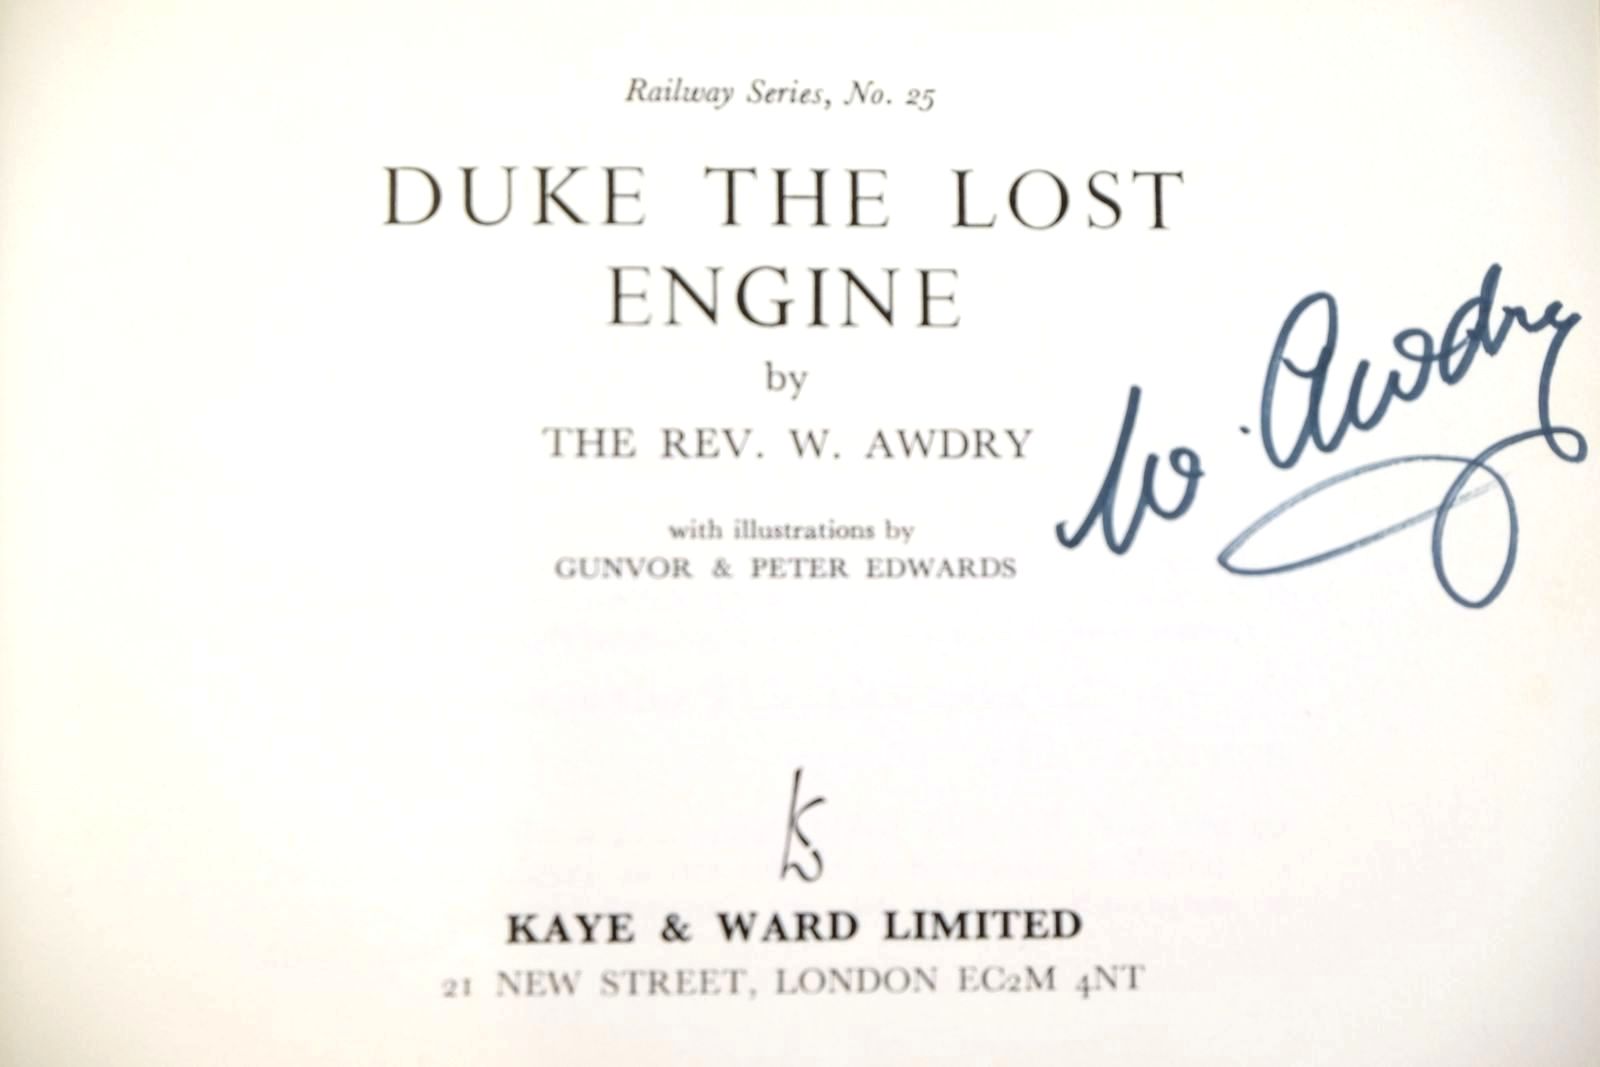 Railway Series, No. 25
DUKE THE LOST
ENGINE
by
THE REV. W. AWDRY
W. Awdry
with illustrations by
GUNVOR & PETER EDWARDS
KAYE & WARD LIMITED
21 NEW STREET, LONDON EC2M 4NT